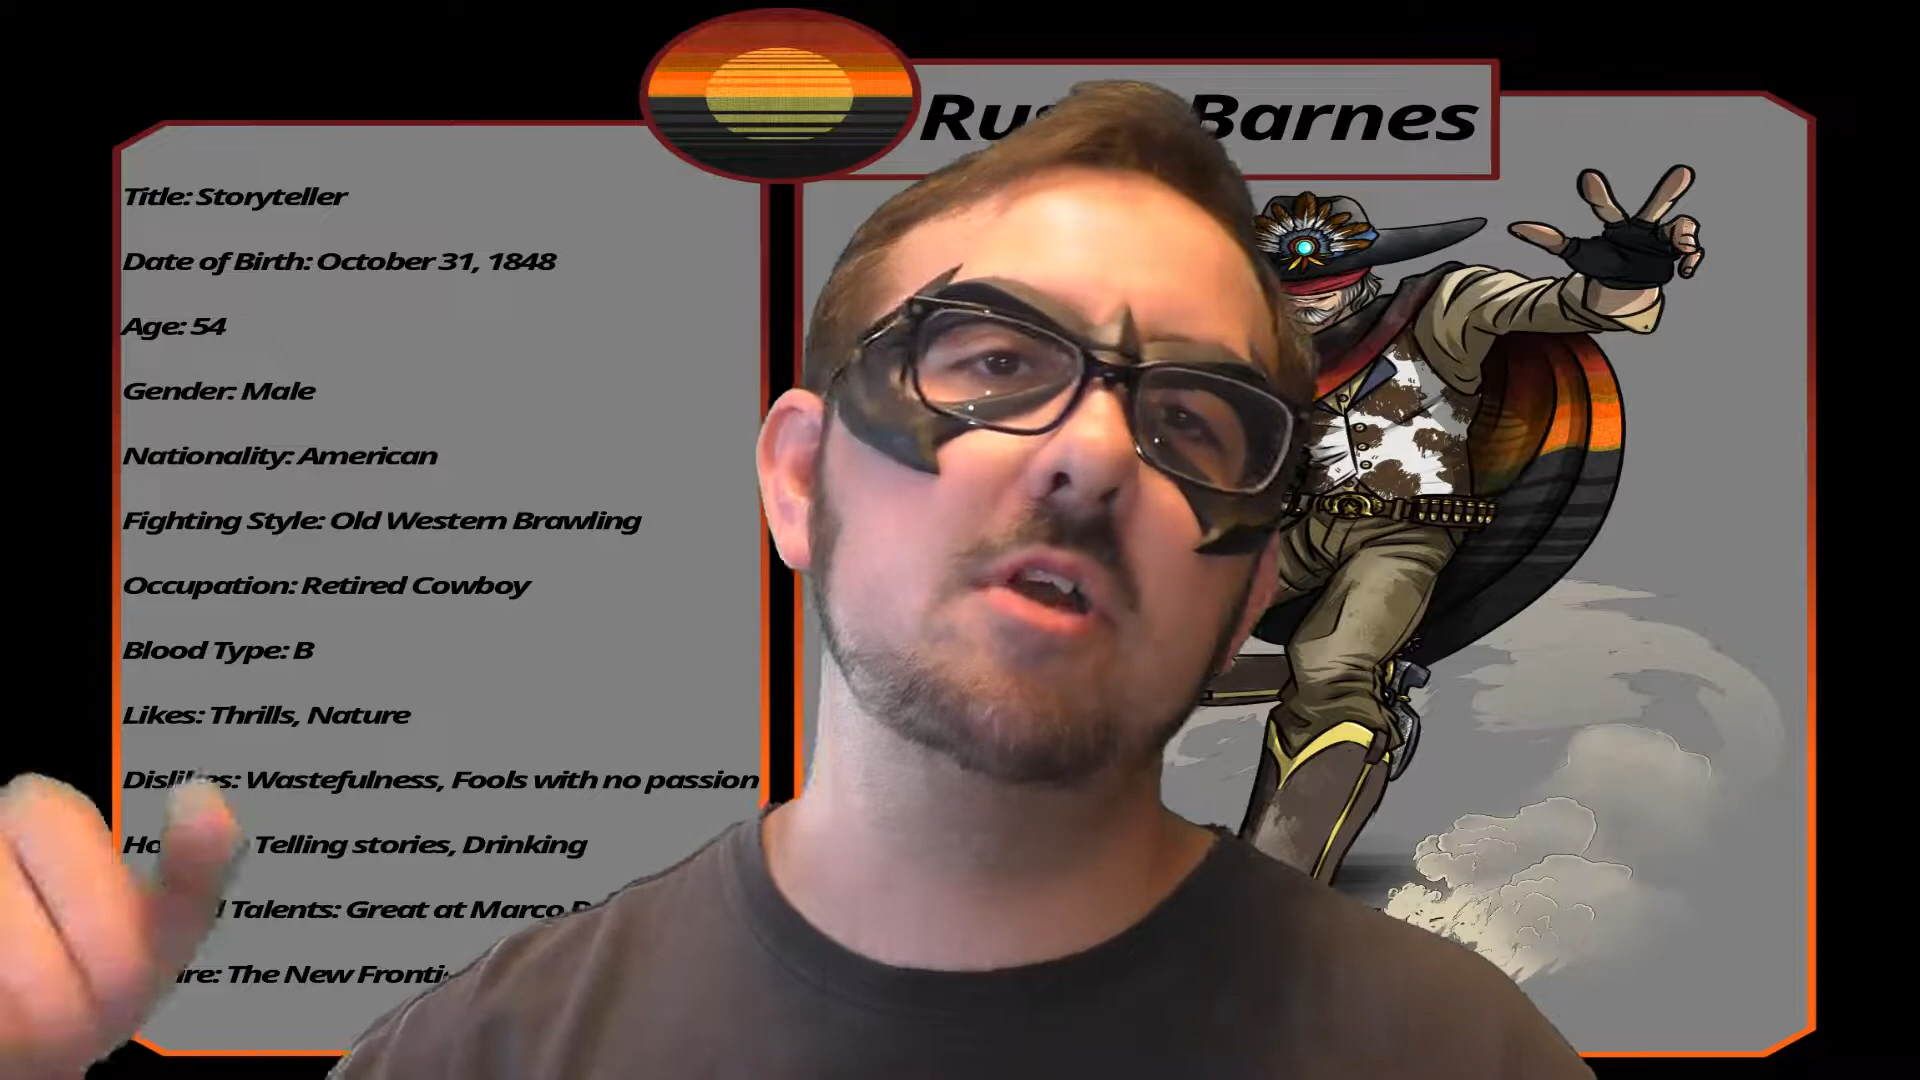 Barnes
Title: Storyteller
Date of Birth: October 31, 1848
Age: 54
Gender: Male
Nationality: American
Fighting Style: Old Western Brawling
Occupation: Retired Cowboy
Blood Type: B
Likes: Thrills, Nature
Dislikes: Wastefulness, Fools with no passion
Telling stories, Drinking
Talents: Great at Marco
The New